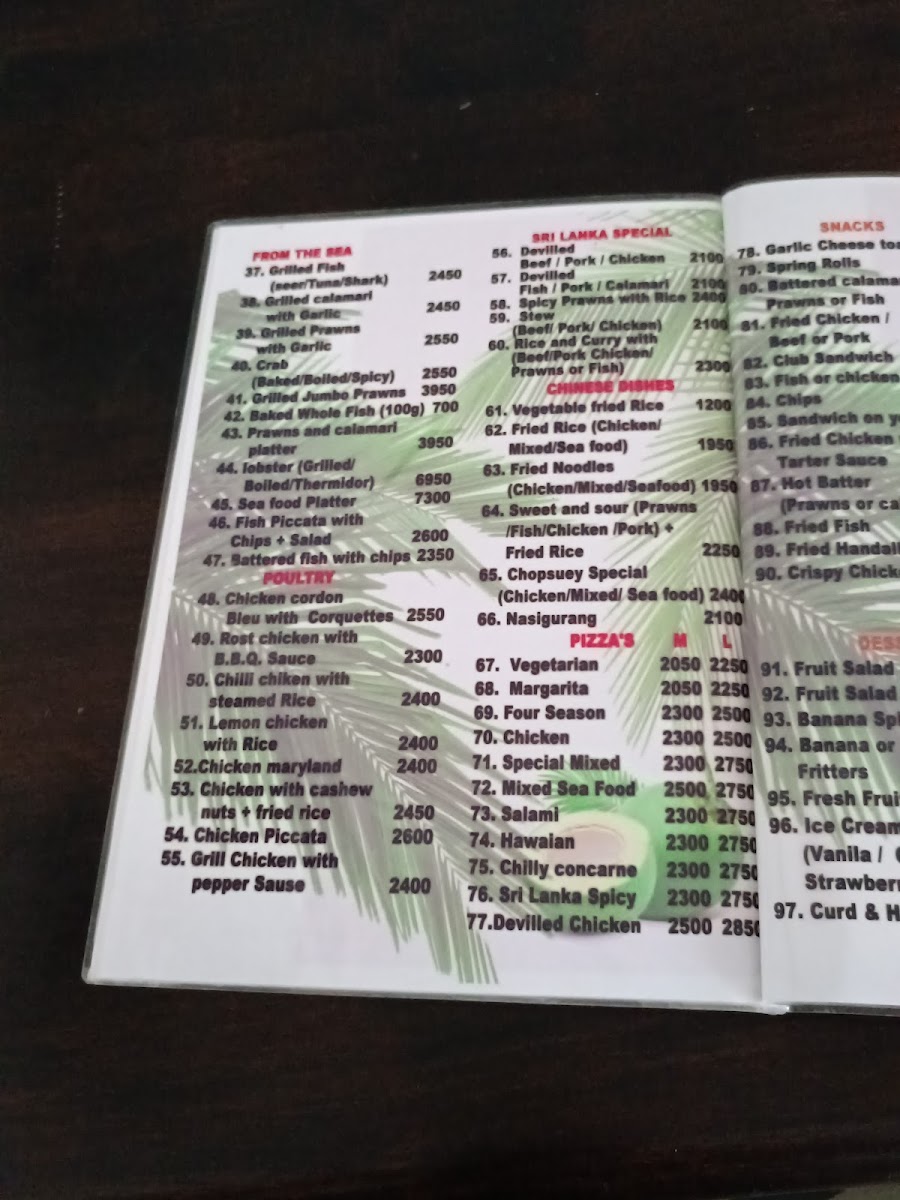 FROM THE SEA
37. Grilled Fish
(seer/Tuna/Shark) 2450
38. Grilled calamari
with Garlic 2450
39. Grilled Prawns
with Garlic 2550
40. Crab
(Baked/Boiled/Spicy) 2550
41. Grilled Jumbo Prawns 3950
42. Baked Whole Fish (100g) 700
43. Prawns and calamari
platter 3950
44. lobster (Grilled/
Boiled/Thermidor) 6950
45. Sea food Platter 7300
46. Fish Piccata with
Chips + Salad 2600
47. Battered fish with chips 2350
POULTRY
48. Chicken cordon
Bleu with Corquettes 2550
49. Rost chicken with
B.B.Q. Sauce 2300
50. Chilli chiken with
steamed Rice 2400
51. Lemon chicken
with Rice 2400
52.Chicken maryland 2400
53. Chicken with cashew
nuts + fried rice 2450
54. Chicken Piccata 2600
55. Grill Chicken with
pepper Sause 2400
SRI LANKA SPECIAL
56. Devilled
Beef / Pork / Chicken 2100
57. Devilled
Fish / Pork / Calamari 2100
58. Spicy Prawns with Rice 2400
59. Stew
(Beef/ Pork/ Chicken) 2100
60. Rice and Curry with
(Beef/Pork Chicken/
Prawns or Fish) 2300
CHINESE DISHES
61. Vegetable fried Rice 1200
62. Fried Rice (Chicken/
Mixed/Sea food) 1950
63. Fried Noodles
(Chicken/Mixed/Seafood) 1950
64. Sweet and sour (Prawns
/Fish/Chicken /Pork) +
Fried Rice 2250
65. Chopsuey Special
(Chicken/Mixed/ Sea food) 2400
66. Nasigurang 2100
PIZZA'S M L
67. Vegetarian 2050 2250
68. Margarita 2050 2250
69. Four Season 2300 2500
70. Chicken 2300 2500
71. Special Mixed 2300 2750
72. Mixed Sea Food 2500 2750
73. Salami 2300 2750
74. Hawaian 2300 2750
75. Chilly concarne 2300 2750
76. Sri Lanka Spicy 2300 2750
77.Devilled Chicken 2500 2850
SNACKS
78. Garlic Cheese
79. Spring Rolls
80. Battered
Prawns or Fish
81. Fried Chicken /
Beef or Pork
82. Club Sandwich
83. Fish or chicken
84. Chips
85. Sandwich on
86. Fried Chicken
Tarter Sauce
87. Hot Batter
(Prawns or
88. Fried Fish
89. Fried
90. Crispy
91. Fruit Salad
92. Fruit Salad
93. Banana
94. Banana or
Fritters
95. Fresh
96. Ice Cream
(Vanila /
97. Curd &